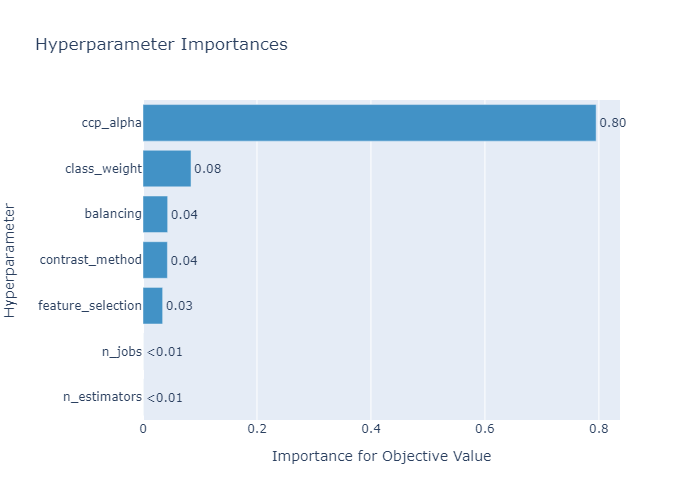 Hyperparameter Importances
Hyperparameter
ccp_alpha 0.80
class_weight 0.08
balancing 0.04
contrast_method 0.04
feature_selection 0.03
n_jobs <0.01
n_estimators <0.01
0 0.2 0.4 0.6 0.8
Importance for Objective Value